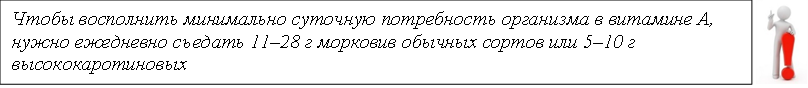 Чтобы восполнить минимально суточную потребность организма в витамине А,
нужно ежедневно съедать 11–28 г морковив обычных сортов или 5–10 г
высококаротиновых